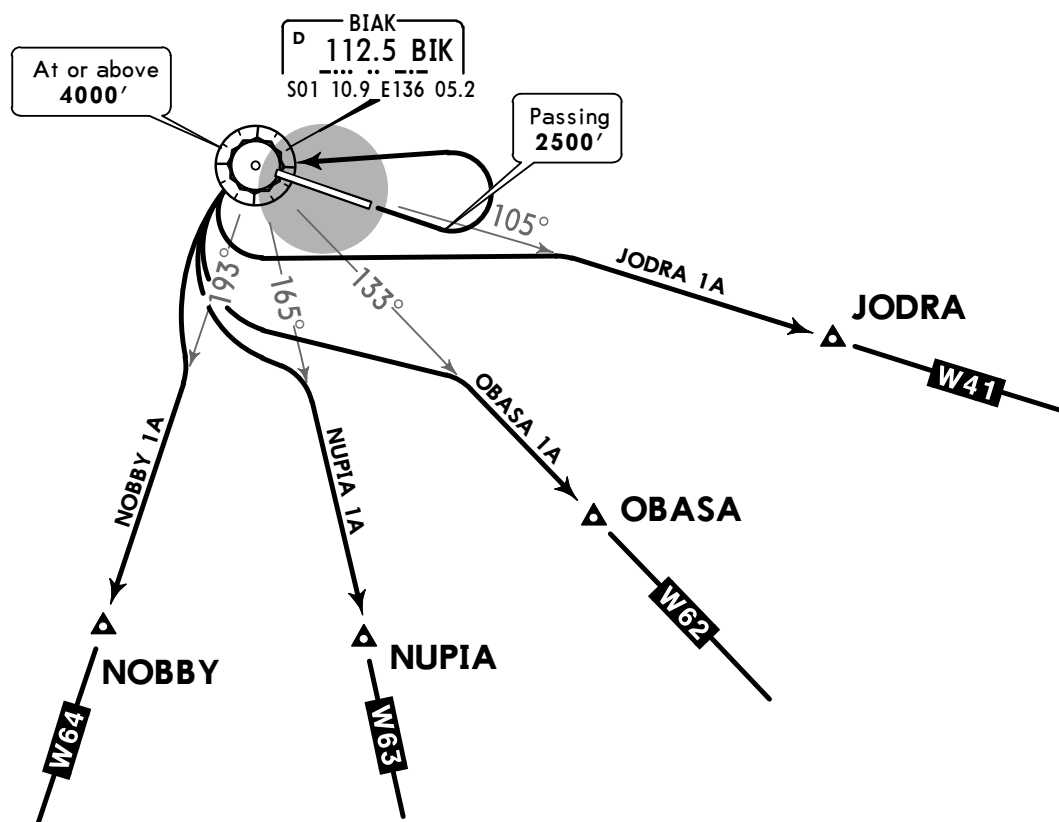 BIAK
D 112.5 BIK
S01 10.9 E136 05.2
At or above
4000'
Passing
2500'
105°
193°
165°
133°
JODRA 1A
JODRA
W41
OBASA 1A
OBASA
W62
NUPIA 1A
NUPIA
W63
NOBBY 1A
NOBBY
W64